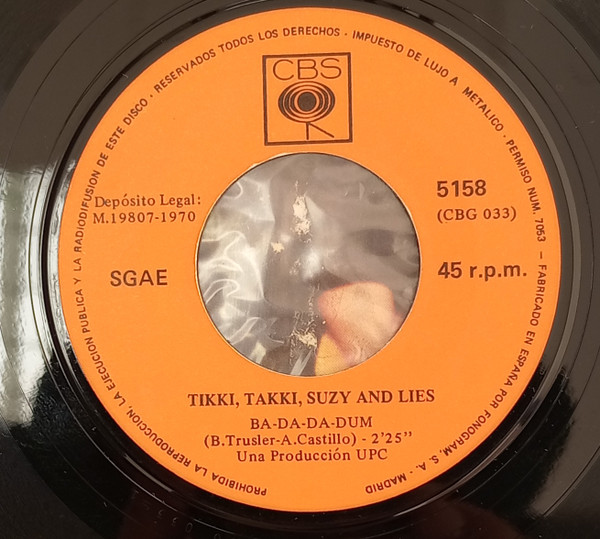 PROHIBIDA LA REPRODUCCION, LA EJECUCION PUBLICA Y LA RADIODIFUSION DE ESTE DISCO · RESERVADOS TODOS LOS DERECHOS · IMPUESTO DE LUJO A METALICO · PERMISO NUM. 7053 — FABRICADO EN ESPAÑA POR FONOGRAM, S. A. - MADRID
CBS
Depósito Legal:
M.19807-1970
5158
(CBG 033)
SGAE
45 r.p.m.
TIKKI, TAKKI, SUZY AND LIES
BA-DA-DA-DUM
(B.Trusler-A.Castillo) - 2'25"
Una Producción UPC